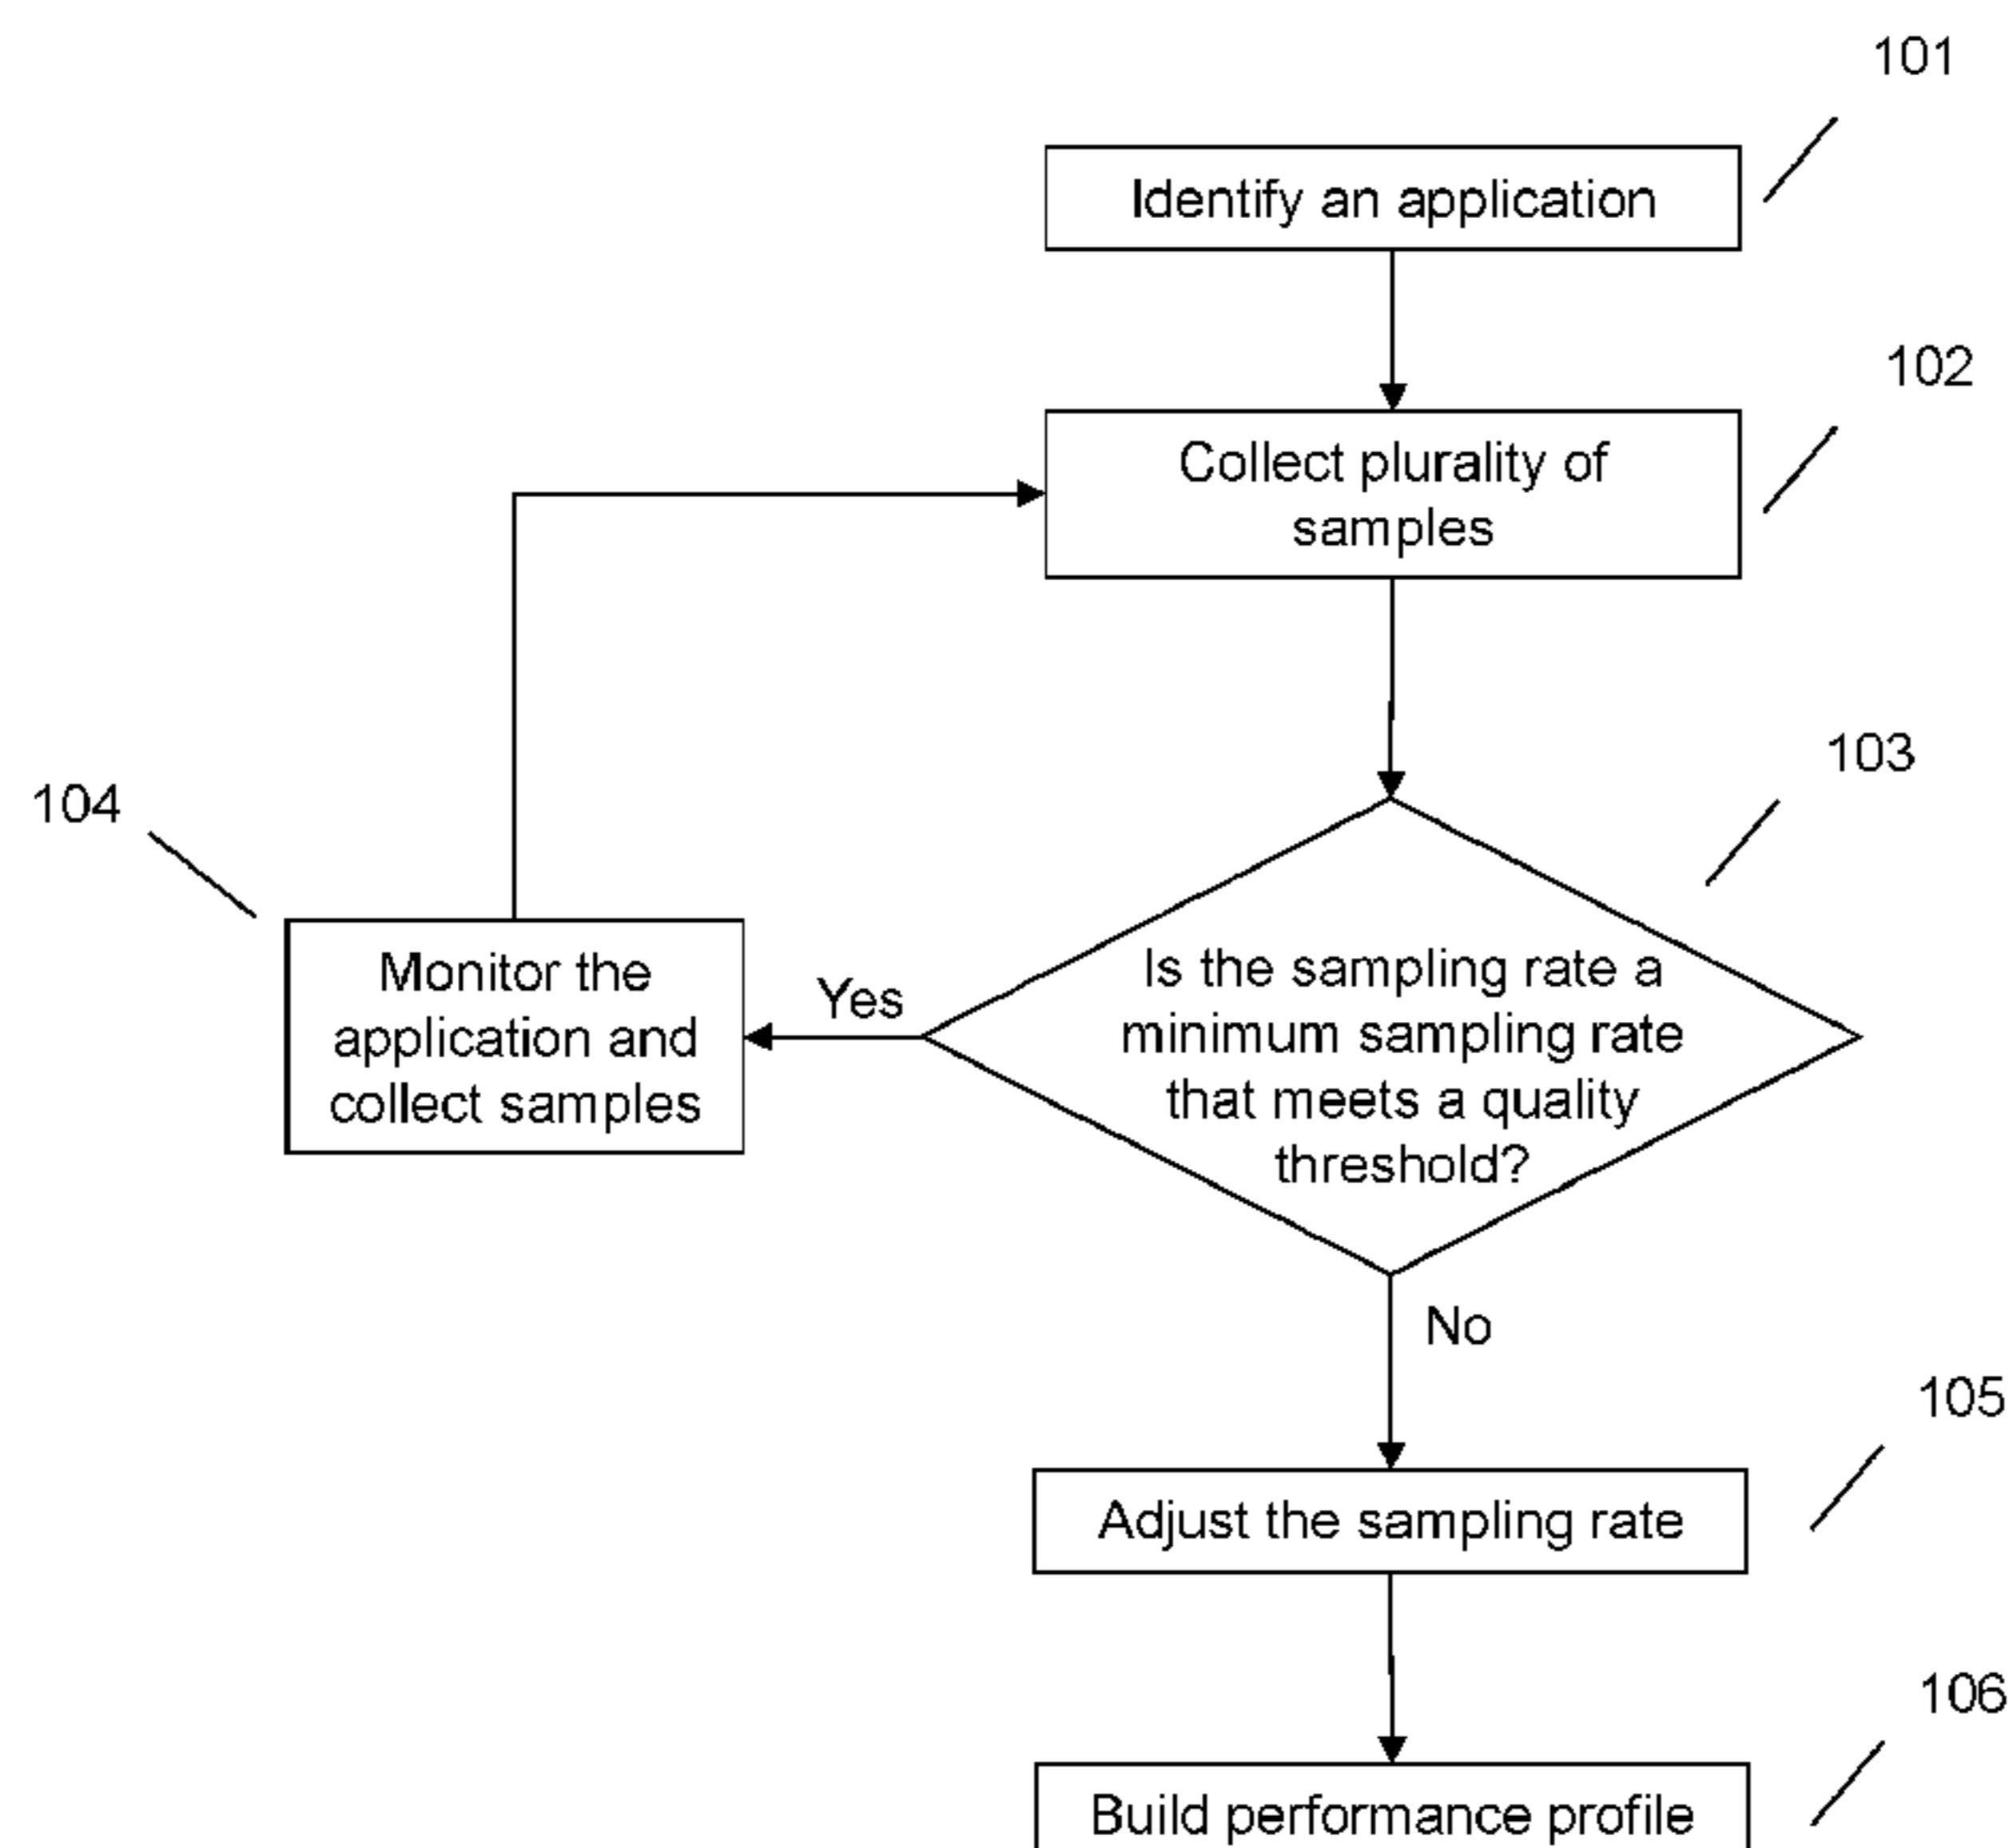 101
Identify an application
102
Collect plurality of
samples
103
104
Monitor the
application and
collect samples
Yes
Is the sampling rate a
minimum sampling rate
that meets a quality
threshold?
No
105
Adjust the sampling rate
106
Build performance profile